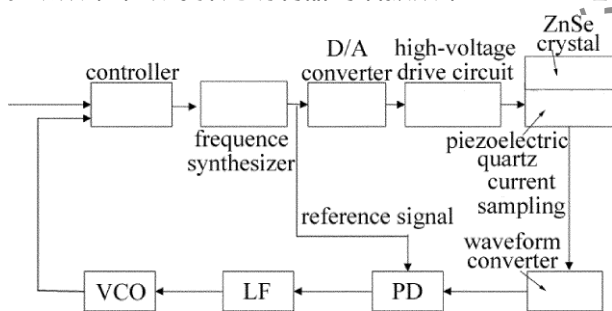 ZnSe
crystal
D/A
converter
high-voltage
drive circuit
controller
frequence
synthesizer
piezoelectric
quartz
current
sampling
reference signal
waveform
converter
VCO
LF
PD